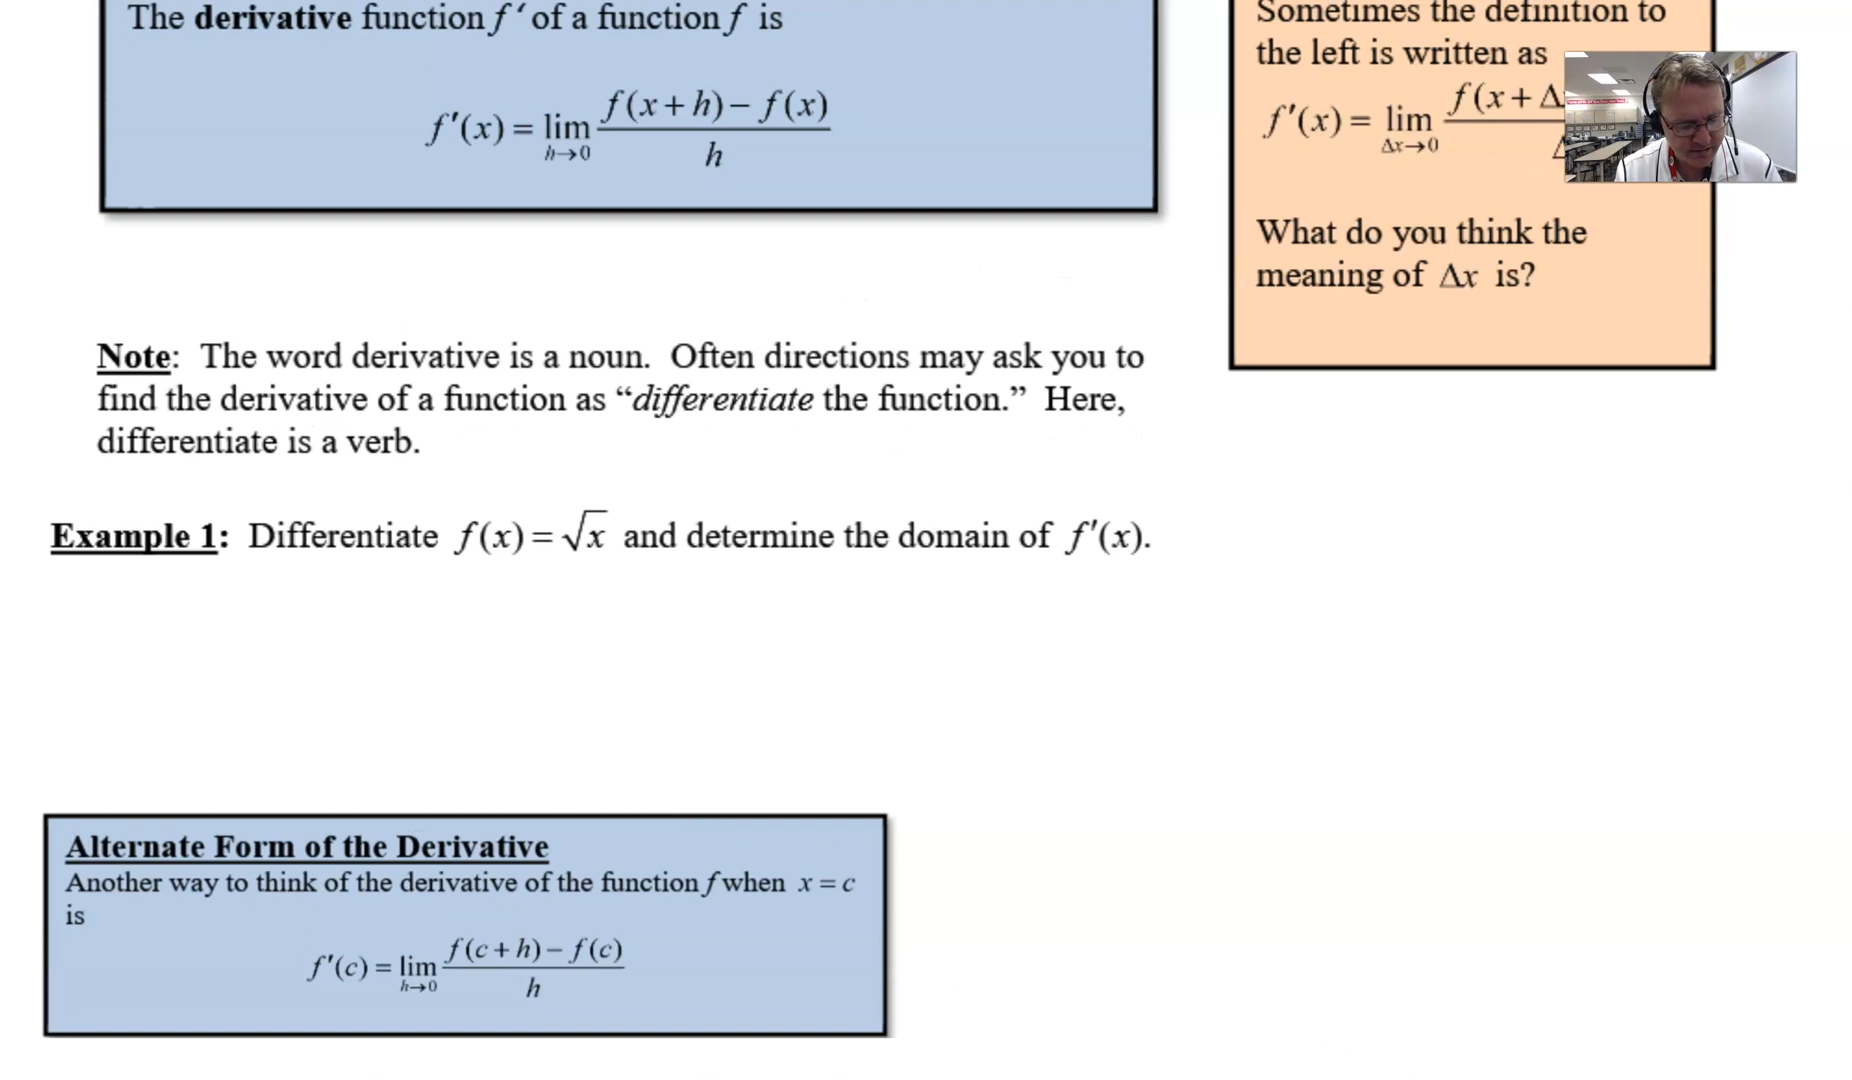 The derivative function f′ of a function f is
f′(x) = lim h→0 f(x + h) − f(x) / h
Sometimes the definition to
the left is written as
f′(x) = lim Δx→0 f(x + Δ
What do you think the
meaning of Δx is?
Note: The word derivative is a noun. Often directions may ask you to
find the derivative of a function as “differentiate the function.” Here,
differentiate is a verb.
Example 1: Differentiate f(x) = √x and determine the domain of f′(x).
Alternate Form of the Derivative
Another way to think of the derivative of the function f when x = c
is
f′(c) = lim h→0 f(c + h) − f(c) / h